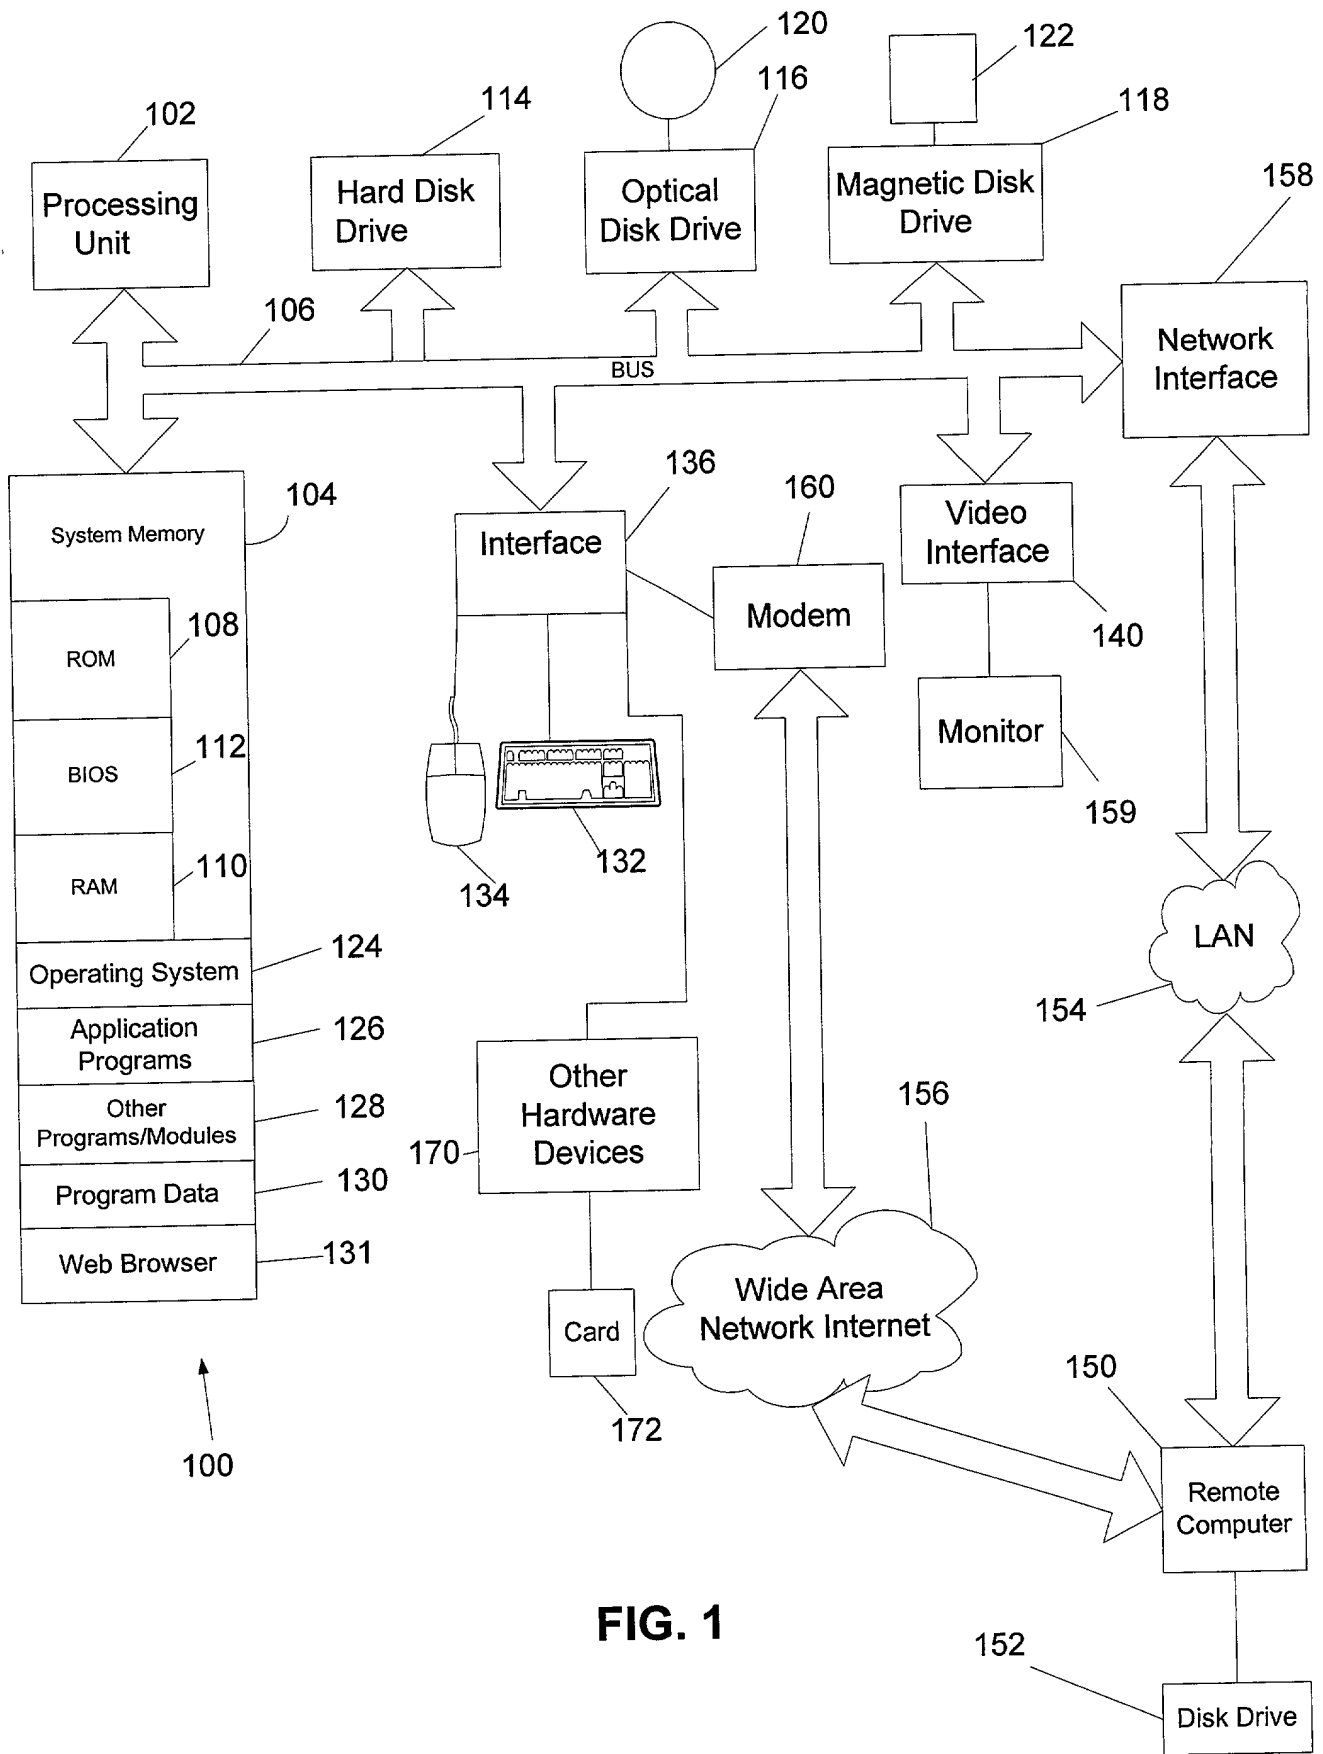 120
122
102
114
116
118
158
Processing
Unit
Hard Disk
Drive
Optical
Disk Drive
Magnetic Disk
Drive
106
BUS
Network
Interface
System Memory
104
136
160
Interface
Video
Interface
Modem
140
108
ROM
112
BIOS
110
RAM
Monitor
159
132
134
LAN
154
Operating System
124
Application
Programs
126
Other
Programs/Modules
128
Program Data
130
Web Browser
131
Other
Hardware
Devices
170
156
Card
172
Wide Area
Network Internet
100
150
Remote
Computer
FIG. 1
152
Disk Drive